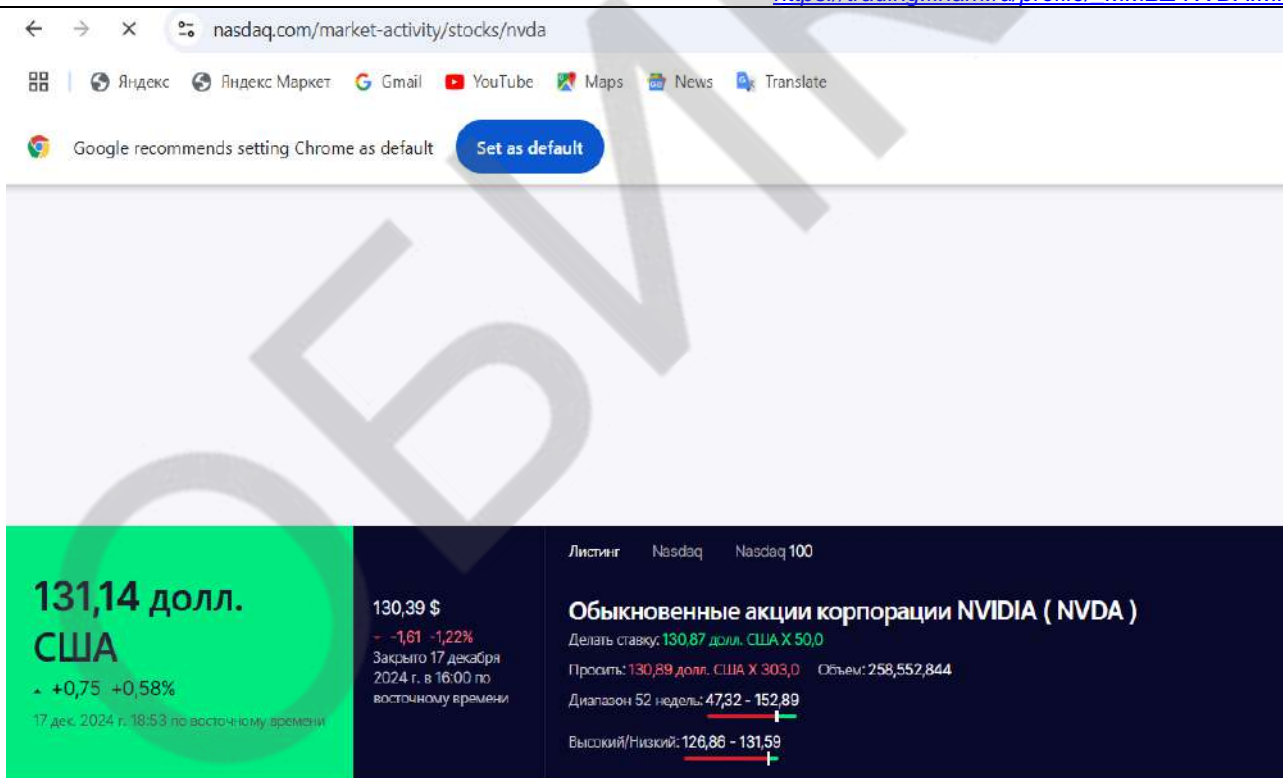 nasdaq.com/market-activity/stocks/nvda
Яндекс Яндекс Маркет Gmail YouTube Maps News Translate
Google recommends setting Chrome as default Set as default
131,14 долл.
США
+0,75 +0,58%
17 дек. 2024 г. 18:53 по восточному времени
130,39 $
-1,61 -1,22%
Закрыто 17 декабря
2024 г. в 16:00 по
восточному времени
Листинг Nasdaq Nasdaq 100
Обыкновенные акции корпорации NVIDIA ( NVDA )
Делать ставку: 130,87 долл. США X 50,0
Просить: 130,89 долл. США X 303,0 Объем: 258,552,844
Диапазон 52 недель: 47,32 - 152,89
Высокий/Низкий: 126,86 - 131,59